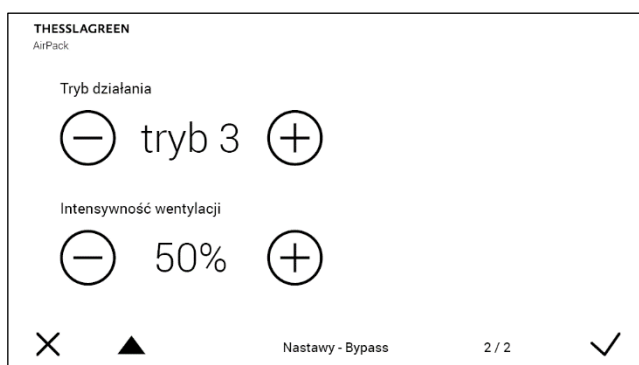 THESSLAGREEN
AirPack
Tryb działania
tryb 3
Intensywność wentylacji
50%
Nastawy - Bypass 2 / 2